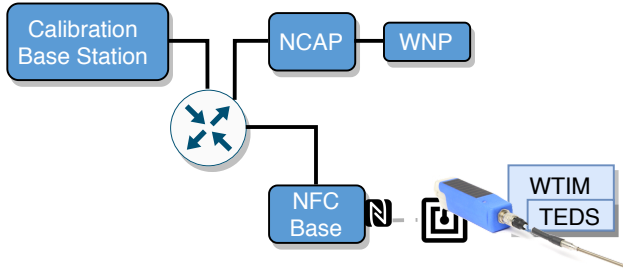 Calibration
Base Station
NCAP
WNP
NFC
Base
WTIM
TEDS